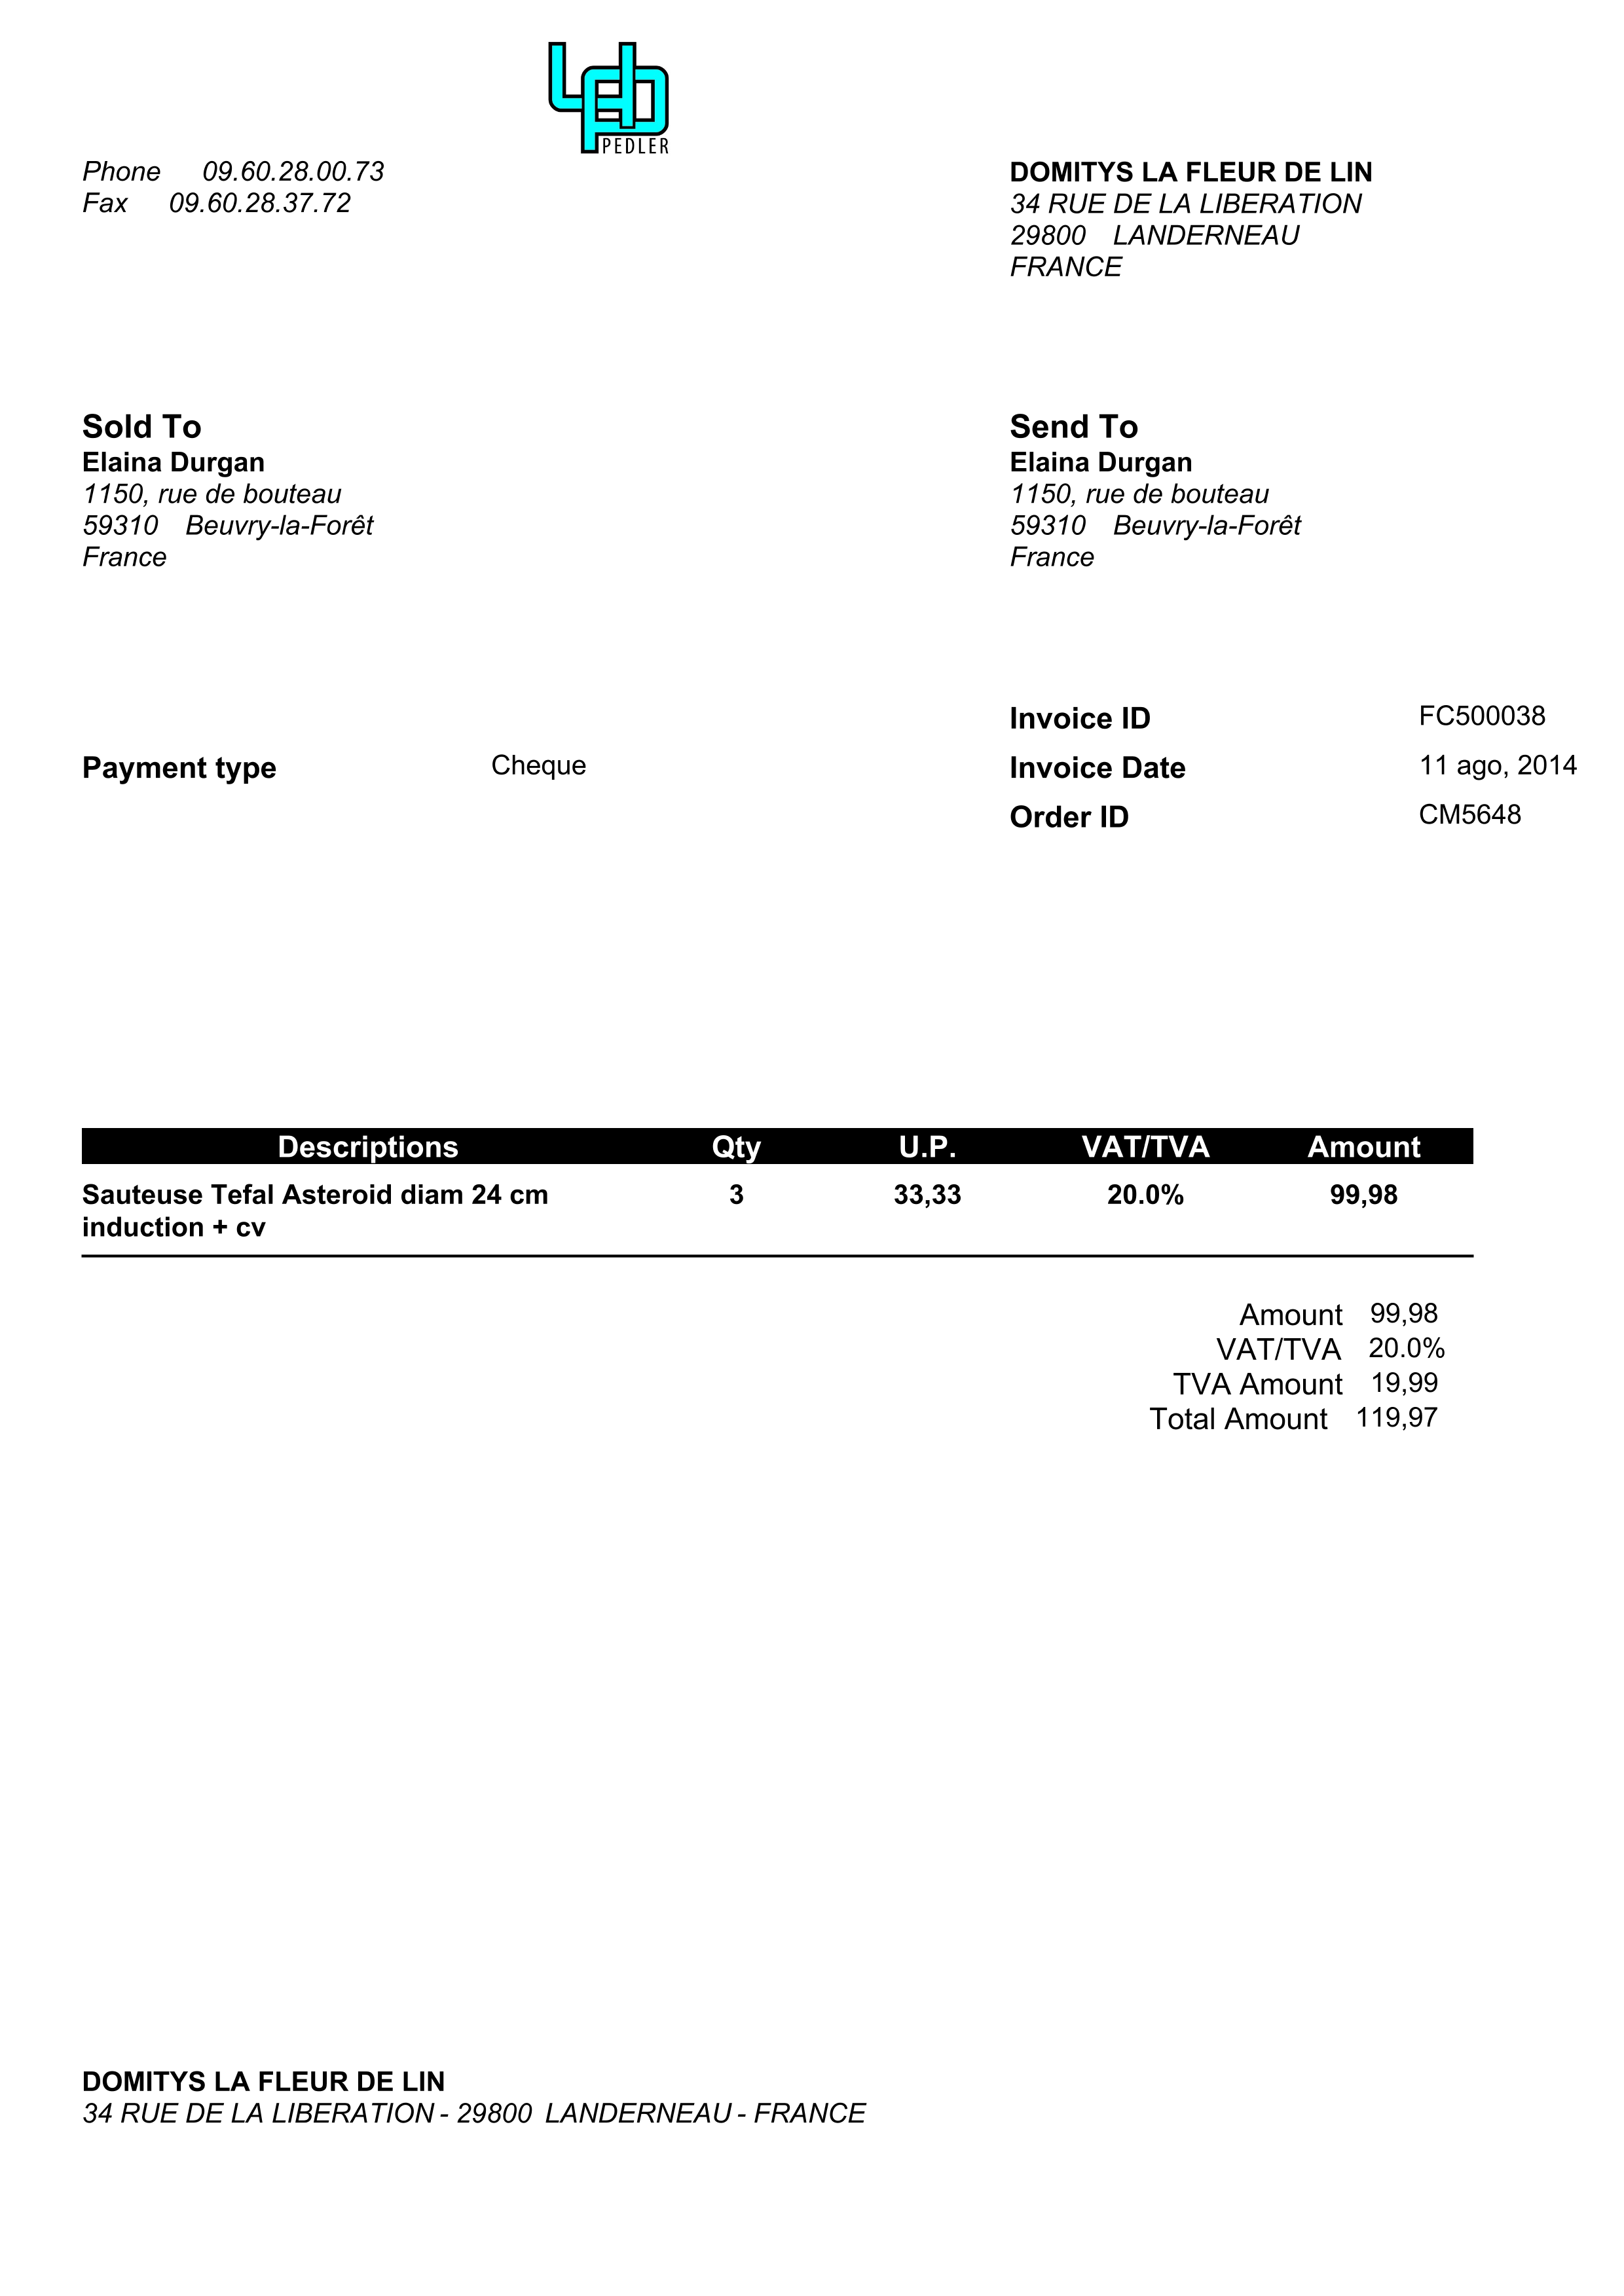 PEDLER
Phone 09.60.28.00.73
Fax 09.60.28.37.72
DOMITYS LA FLEUR DE LIN
34 RUE DE LA LIBERATION
29800 LANDERNEAU
FRANCE
Sold To
Elaina Durgan
1150, rue de bouteau
59310 Beuvry-la-Forêt
France
Send To
Elaina Durgan
1150, rue de bouteau
59310 Beuvry-la-Forêt
France
Invoice ID FC500038
Payment type Cheque
Invoice Date 11 ago, 2014
Order ID CM5648
Descriptions Qty U.P. VAT/TVA Amount
Sauteuse Tefal Asteroid diam 24 cm 3 33,33 20.0% 99,98
induction + cv
Amount 99,98
VAT/TVA 20.0%
TVA Amount 19,99
Total Amount 119,97
DOMITYS LA FLEUR DE LIN
34 RUE DE LA LIBERATION - 29800 LANDERNEAU - FRANCE